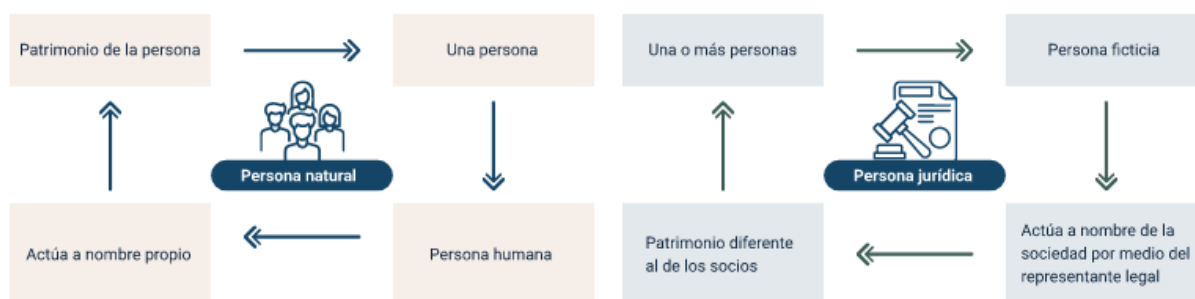 Patrimonio de la persona
Una persona
Persona natural
Actúa a nombre propio
Persona humana
Una o más personas
Persona ficticia
Persona jurídica
Patrimonio diferente
al de los socios
Actúa a nombre de la
sociedad por medio del
representante legal